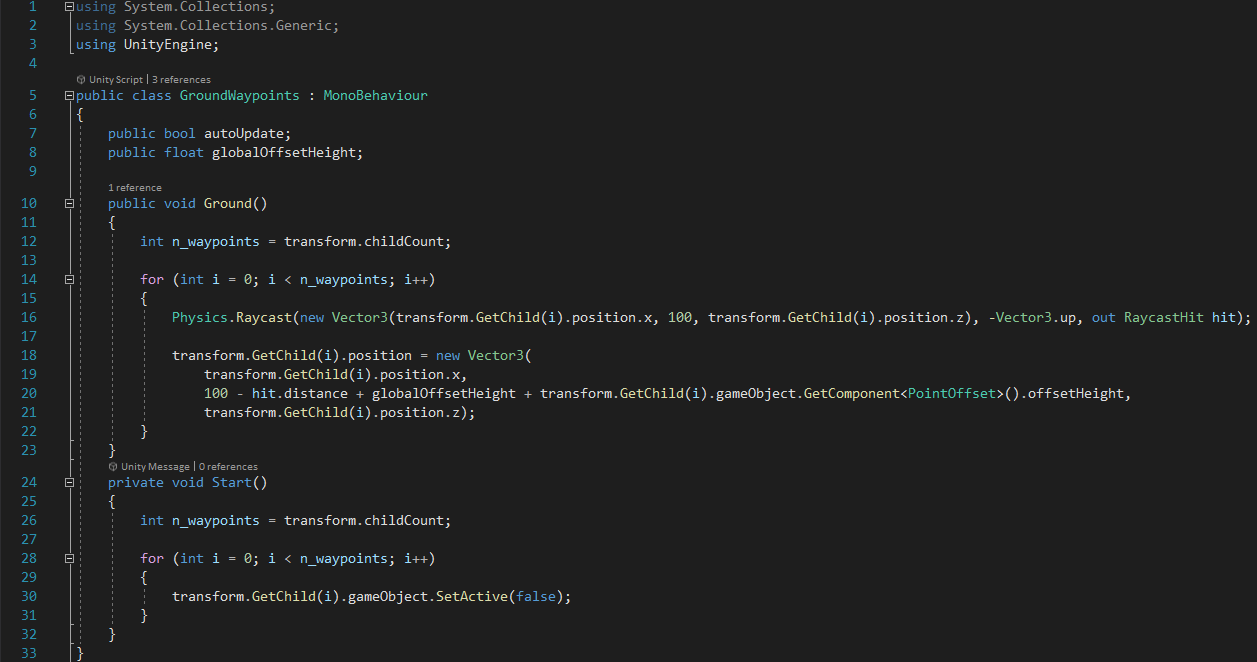 1 using System.Collections;
2 using System.Collections.Generic;
3 using UnityEngine;
4
Unity Script | 3 references
5 public class GroundWaypoints : MonoBehaviour
6 {
7 public bool autoUpdate;
8 public float globalOffsetHeight;
9
1 reference
10 public void Ground()
11 {
12 int n_waypoints = transform.childCount;
13
14 for (int i = 0; i < n_waypoints; i++)
15 {
16 Physics.Raycast(new Vector3(transform.GetChild(i).position.x, 100, transform.GetChild(i).position.z), -Vector3.up, out RaycastHit hit);
17
18 transform.GetChild(i).position = new Vector3(
19 transform.GetChild(i).position.x,
20 100 - hit.distance + globalOffsetHeight + transform.GetChild(i).gameObject.GetComponent<PointOffset>().offsetHeight,
21 transform.GetChild(i).position.z);
22 }
23 }
Unity Message | 0 references
24 private void Start()
25 {
26 int n_waypoints = transform.childCount;
27
28 for (int i = 0; i < n_waypoints; i++)
29 {
30 transform.GetChild(i).gameObject.SetActive(false);
31 }
32 }
33 }